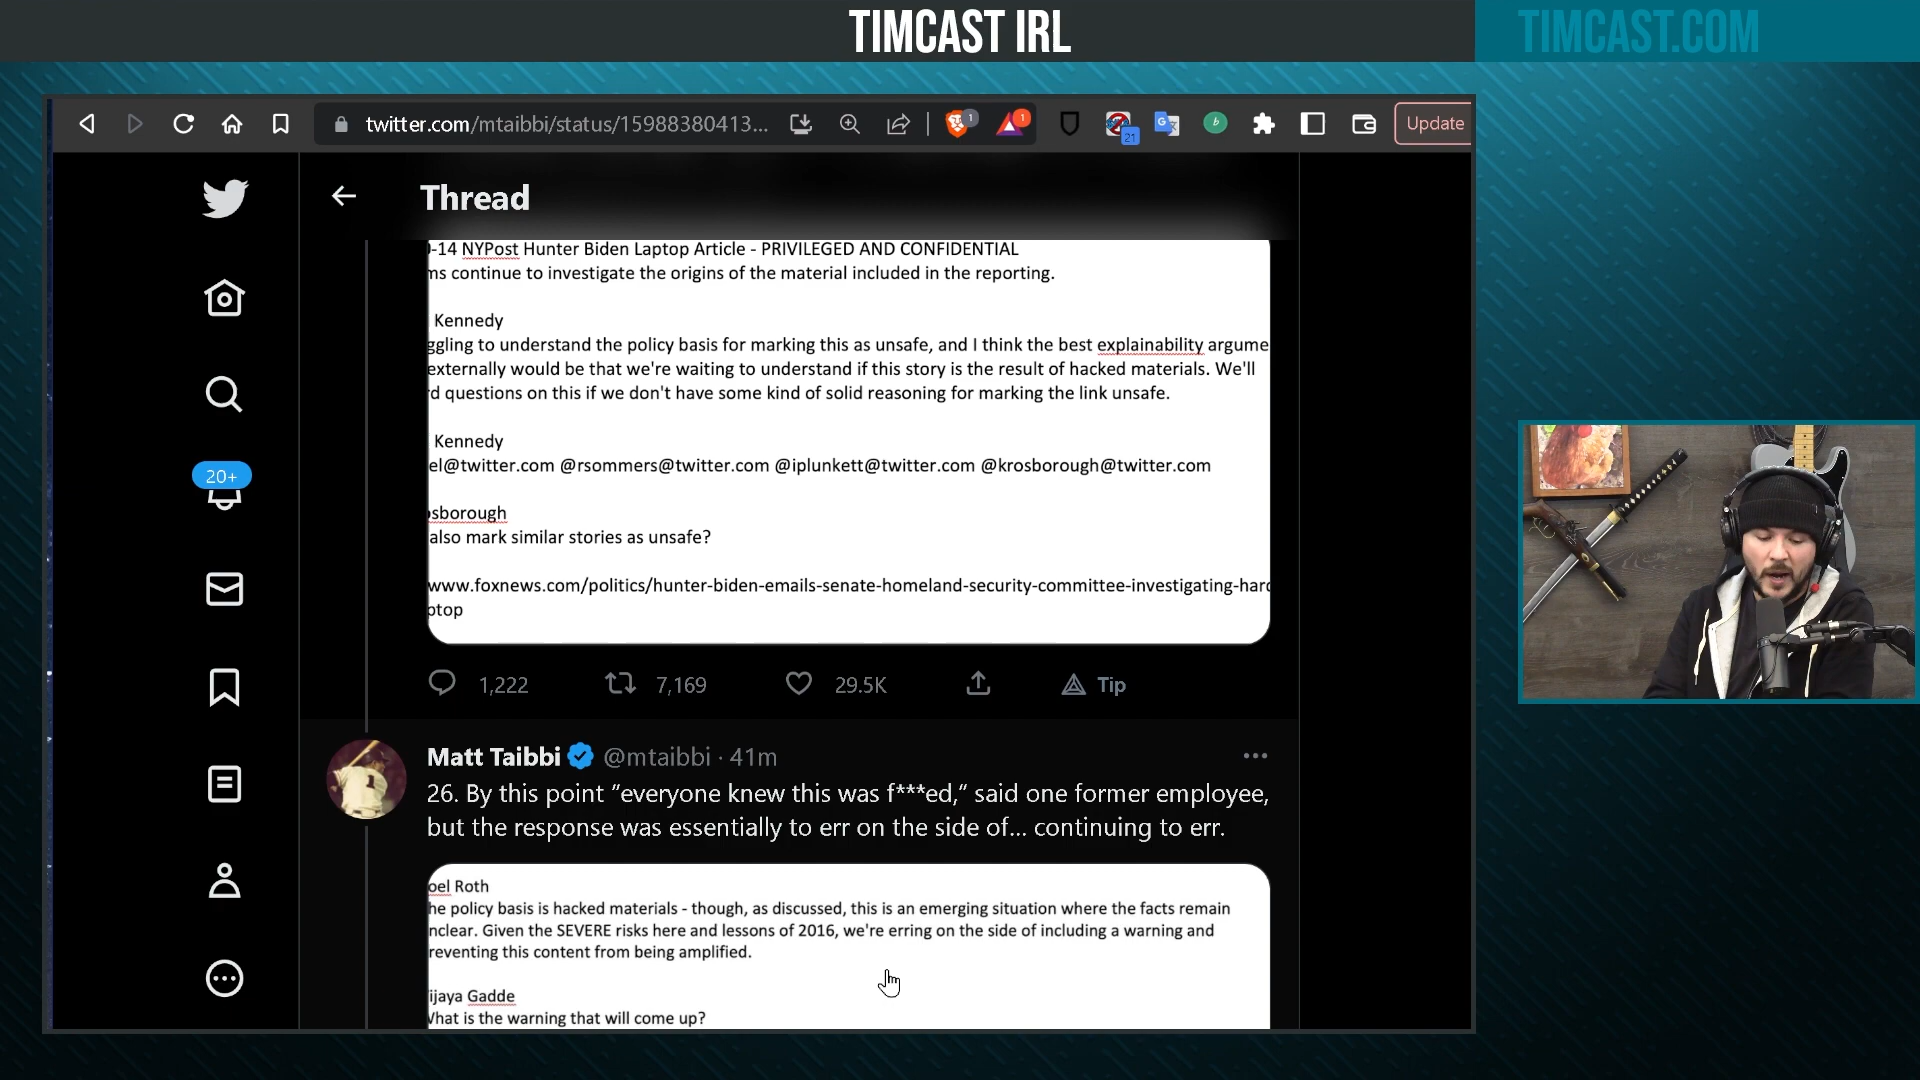 TIMCAST IRL
TIMCAST.COM
twitter.com/mtaibbi/status/15988380413...
1
1
21
Update
Thread
-14 NYPost Hunter Biden Laptop Article - PRIVILEGED AND CONFIDENTIAL
ms continue to investigate the origins of the material included in the reporting.
Kennedy
ggling to understand the policy basis for marking this as unsafe, and I think the best explainability argume
externally would be that we're waiting to understand if this story is the result of hacked materials. We'll
rd questions on this if we don't have some kind of solid reasoning for marking the link unsafe.
Kennedy
el@twitter.com @rsommers@twitter.com @iplunkett@twitter.com @krosborough@twitter.com
osborough
also mark similar stories as unsafe?
www.foxnews.com/politics/hunter-biden-emails-senate-homeland-security-committee-investigating-hard
ptop
20+
1,222 7,169 29.5K Tip
Matt Taibbi @mtaibbi · 41m
26. By this point “everyone knew this was f***ed,“ said one former employee,
but the response was essentially to err on the side of... continuing to err.
oel Roth
he policy basis is hacked materials - though, as discussed, this is an emerging situation where the facts remain
nclear. Given the SEVERE risks here and lessons of 2016, we're erring on the side of including a warning and
reventing this content from being amplified.
ijaya Gadde
What is the warning that will come up?